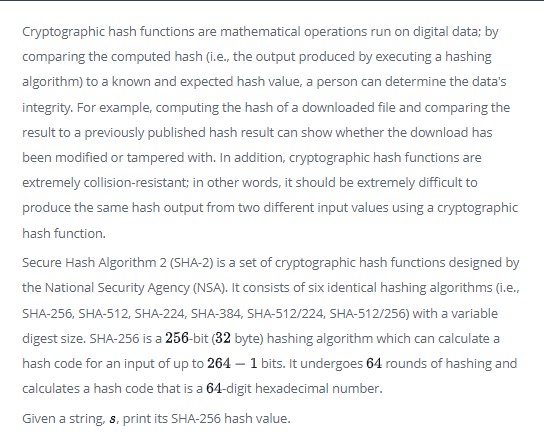 Cryptographic hash functions are mathematical operations run on digital data; by
comparing the computed hash (i.e., the output produced by executing a hashing
algorithm) to a known and expected hash value, a person can determine the data's
integrity. For example, computing the hash of a downloaded file and comparing the
result to a previously published hash result can show whether the download has
been modified or tampered with. In addition, cryptographic hash functions are
extremely collision-resistant; in other words, it should be extremely difficult to
produce the same hash output from two different input values using a cryptographic
hash function.
Secure Hash Algorithm 2 (SHA-2) is a set of cryptographic hash functions designed by
the National Security Agency (NSA). It consists of six identical hashing algorithms (i.e.,
SHA-256, SHA-512, SHA-224, SHA-384, SHA-512/224, SHA-512/256) with a variable
digest size. SHA-256 is a 256-bit (32 byte) hashing algorithm which can calculate a
hash code for an input of up to 264 – 1 bits. It undergoes 64 rounds of hashing and
calculates a hash code that is a 64-digit hexadecimal number.
Given a string, s, print its SHA-256 hash value.